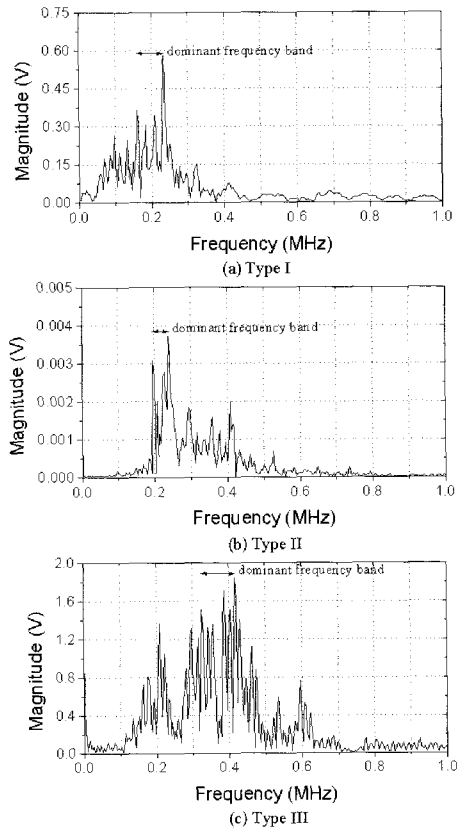 0.75
dominant frequency band
0.60
0.45
0.30
0.15
0.00
Magnitude (V)
0.0 0.2 0.4 0.6 0.8 1.0
Frequency (MHz)
(a) Type I
0.005
dominant frequency band
0.004
0.003
0.002
0.001
0.000
Magnitude (V)
0.0 0.2 0.4 0.6 0.8 1.0
Frequency (MHz)
(b) Type II
2.0
dominant frequency band
1.6
1.2
0.8
0.4
0.0
Magnitude (V)
0.0 0.2 0.4 0.6 0.8 1.0
Frequency (MHz)
(c) Type III